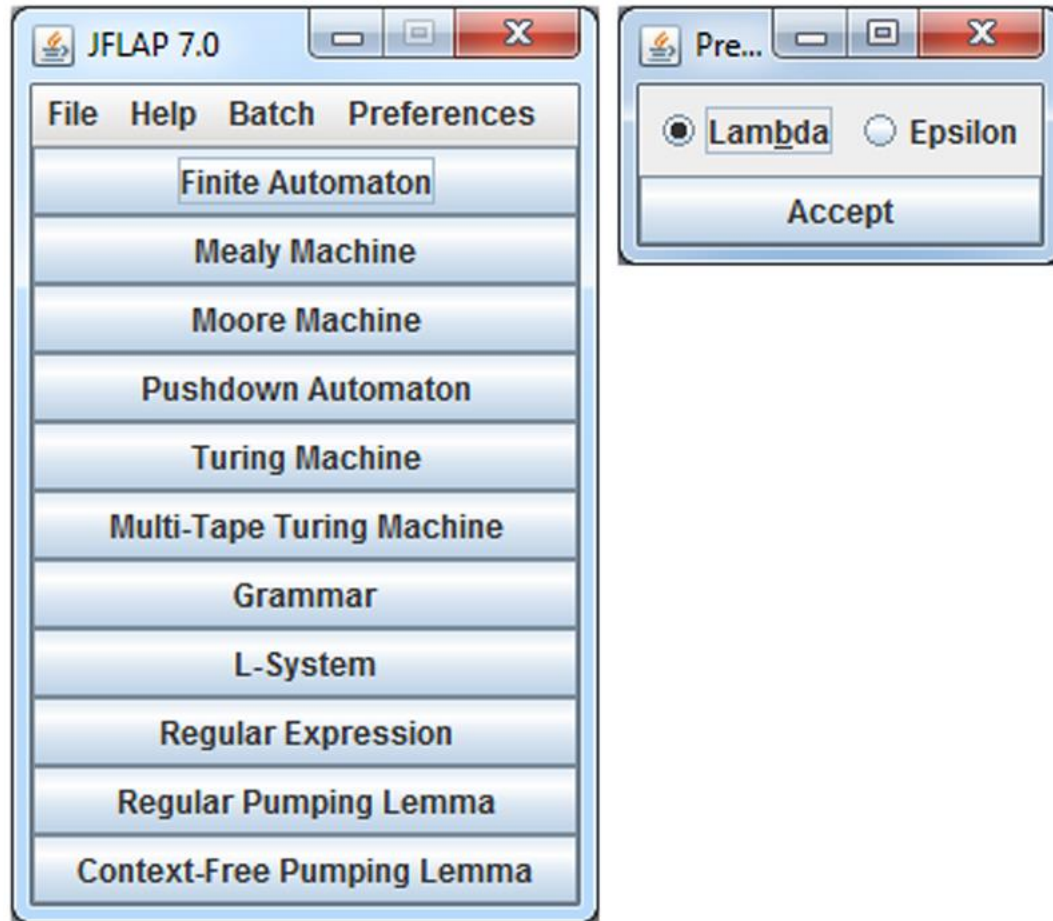 JFLAP 7.0
File Help Batch Preferences
Finite Automaton
Mealy Machine
Moore Machine
Pushdown Automaton
Turing Machine
Multi-Tape Turing Machine
Grammar
L-System
Regular Expression
Regular Pumping Lemma
Context-Free Pumping Lemma
Pre...
Lambda Epsilon
Accept